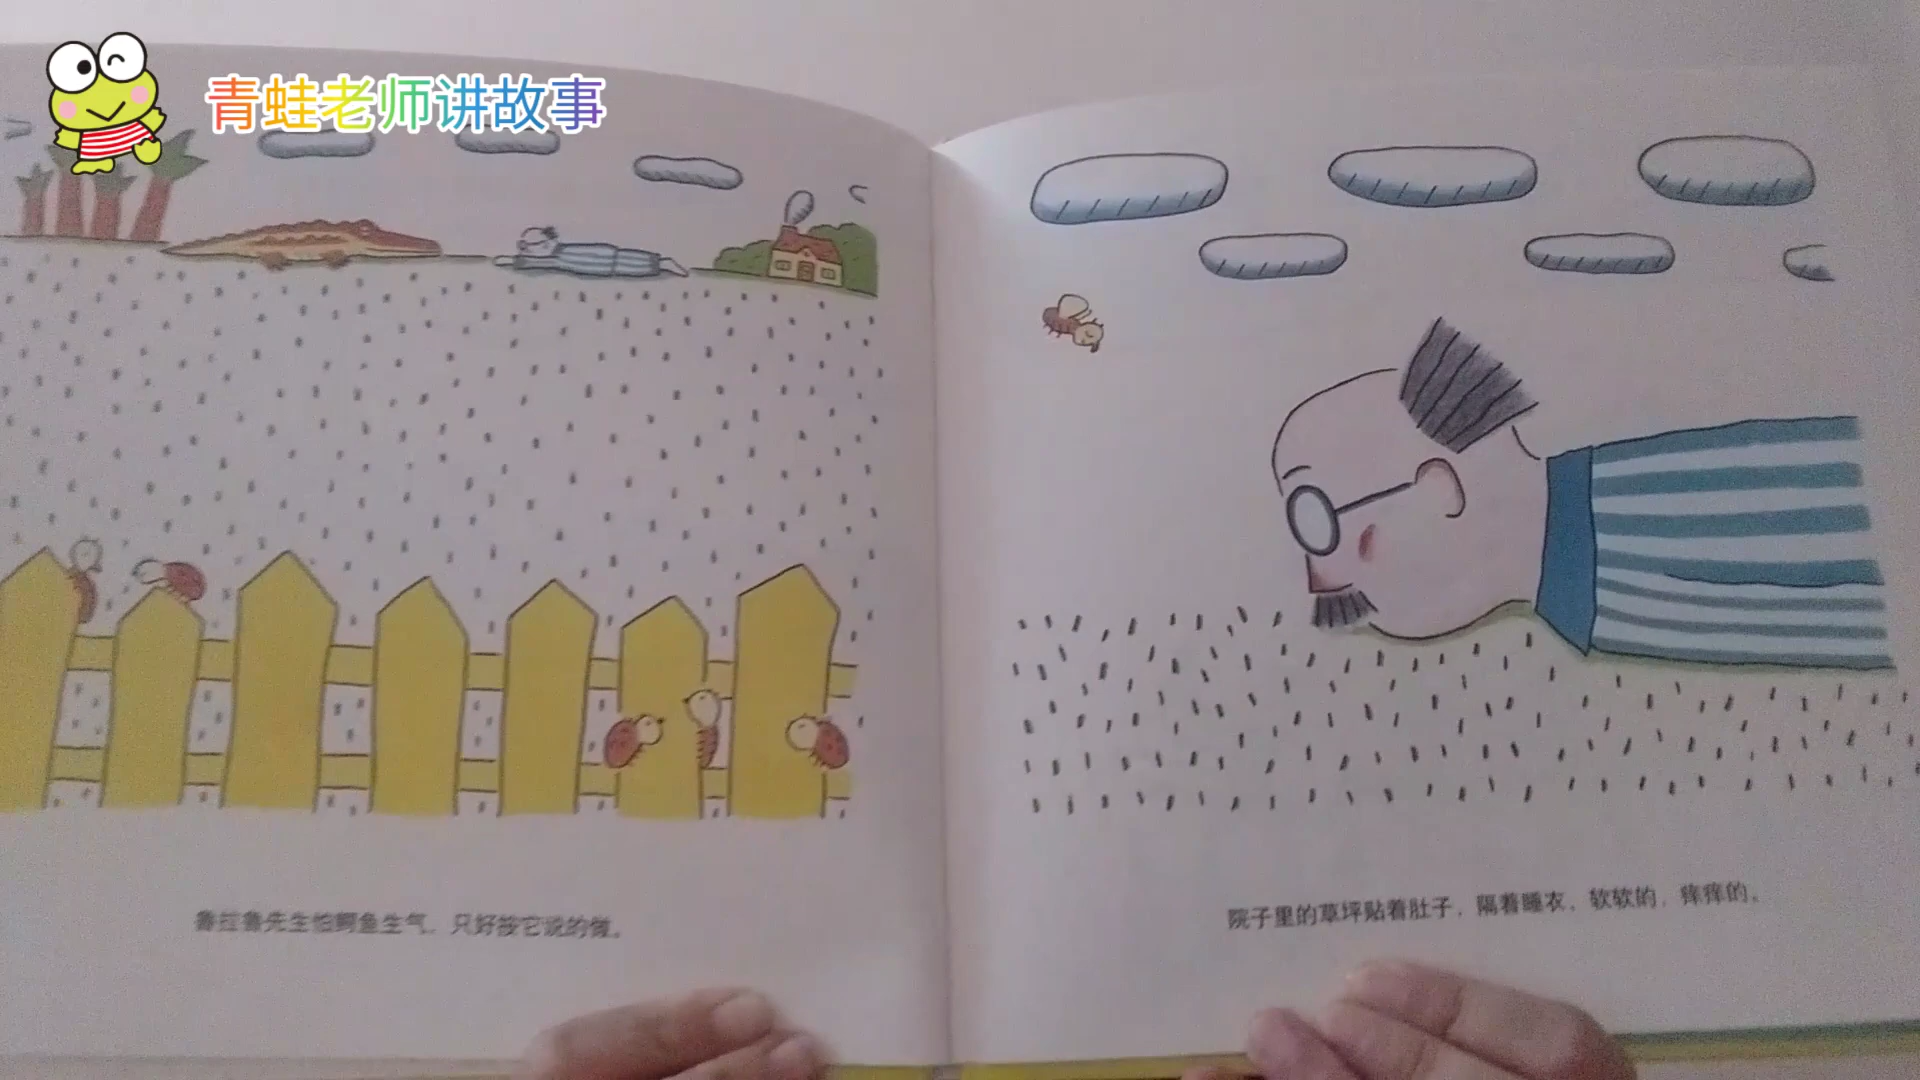 青蛙老师讲故事
鲁拉鲁先生怕鳄鱼生气，只好按它说的做。
院子里的草坪贴着肚子，隔着睡衣，软软的，痒痒的。